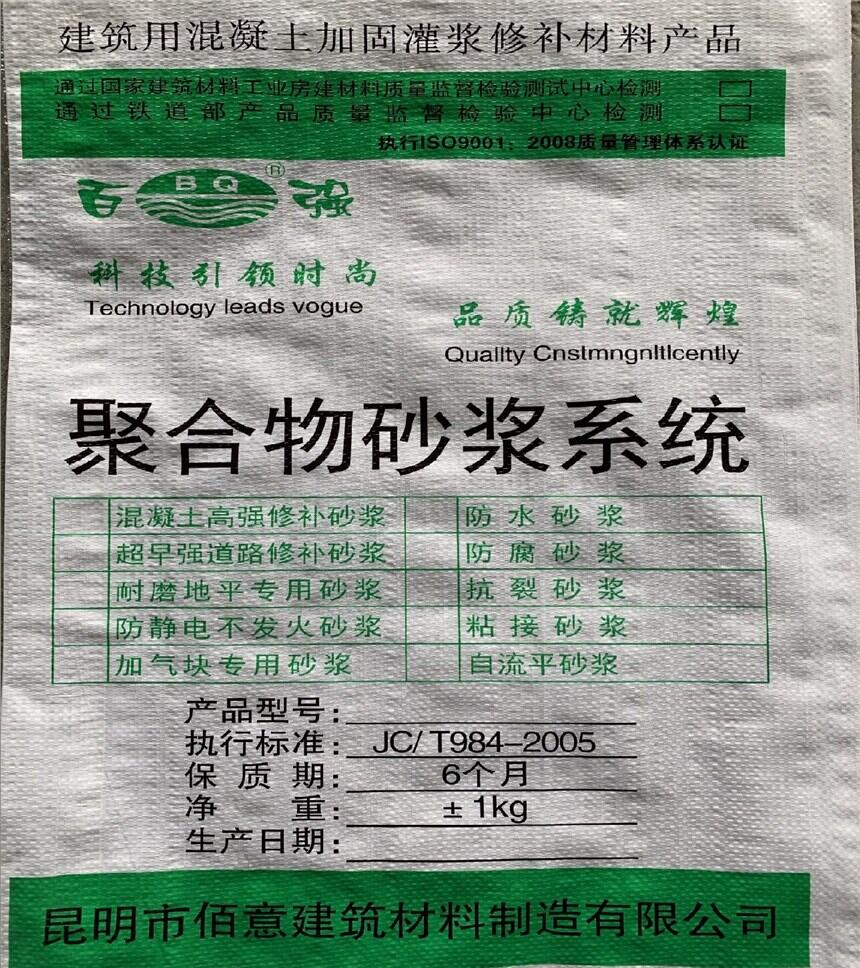 建筑用混凝土加固灌浆修补材料产品
通过国家建筑材料工业房建材料质量监督检验测试中心检测
通过铁道部产品质量监督检验中心检测
执行ISO9001：2008质量管理体系认证
百 BQ® 强
科技引领时尚
Technology leads vogue
品质铸就辉煌
Quallty Cnstmngnltlcently
聚合物砂浆系统
混凝土高强修补砂浆 防水砂浆
超早强道路修补砂浆 防腐砂浆
耐磨地平专用砂浆 抗裂砂浆
防静电不发火砂浆 粘接砂浆
加气块专用砂浆 自流平砂浆
产品型号：
执行标准：JC/T984-2005
保质期：6个月
净重：±1kg
生产日期：
昆明市佰意建筑材料制造有限公司